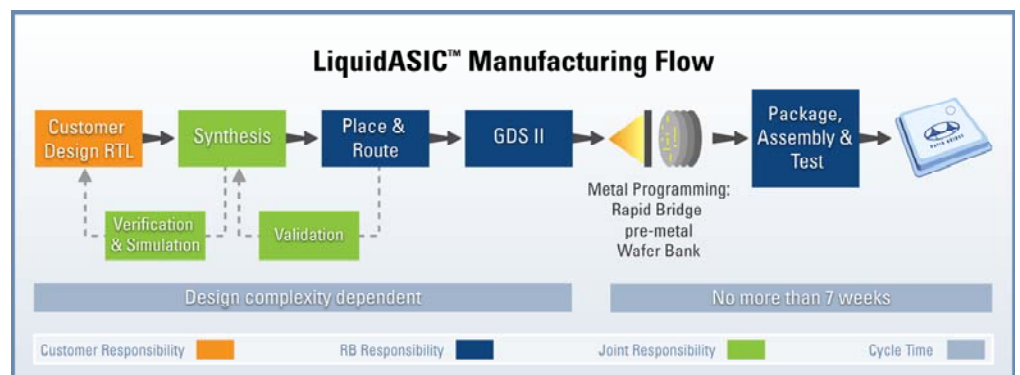 LiquidASIC™ Manufacturing Flow
Customer
Design RTL
Synthesis
Place &
Route
GDS II
Package,
Assembly &
Test
RAPID BRIDGE
Metal Programming:
Rapid Bridge
pre-metal
Wafer Bank
Verification
& Simulation
Validation
Design complexity dependent
No more than 7 weeks
Customer Responsibility
RB Responsibility
Joint Responsibility
Cycle Time